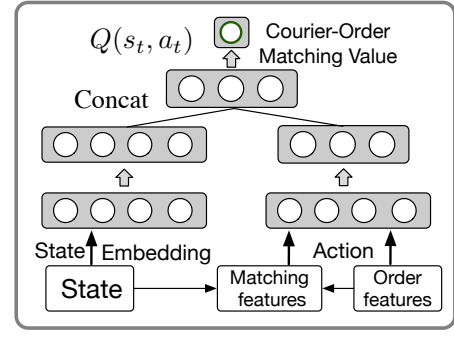 Q(s_t, a_t)
Courier-Order
Matching Value
Concat
State
Embedding
Action
State
Matching
features
Order
features